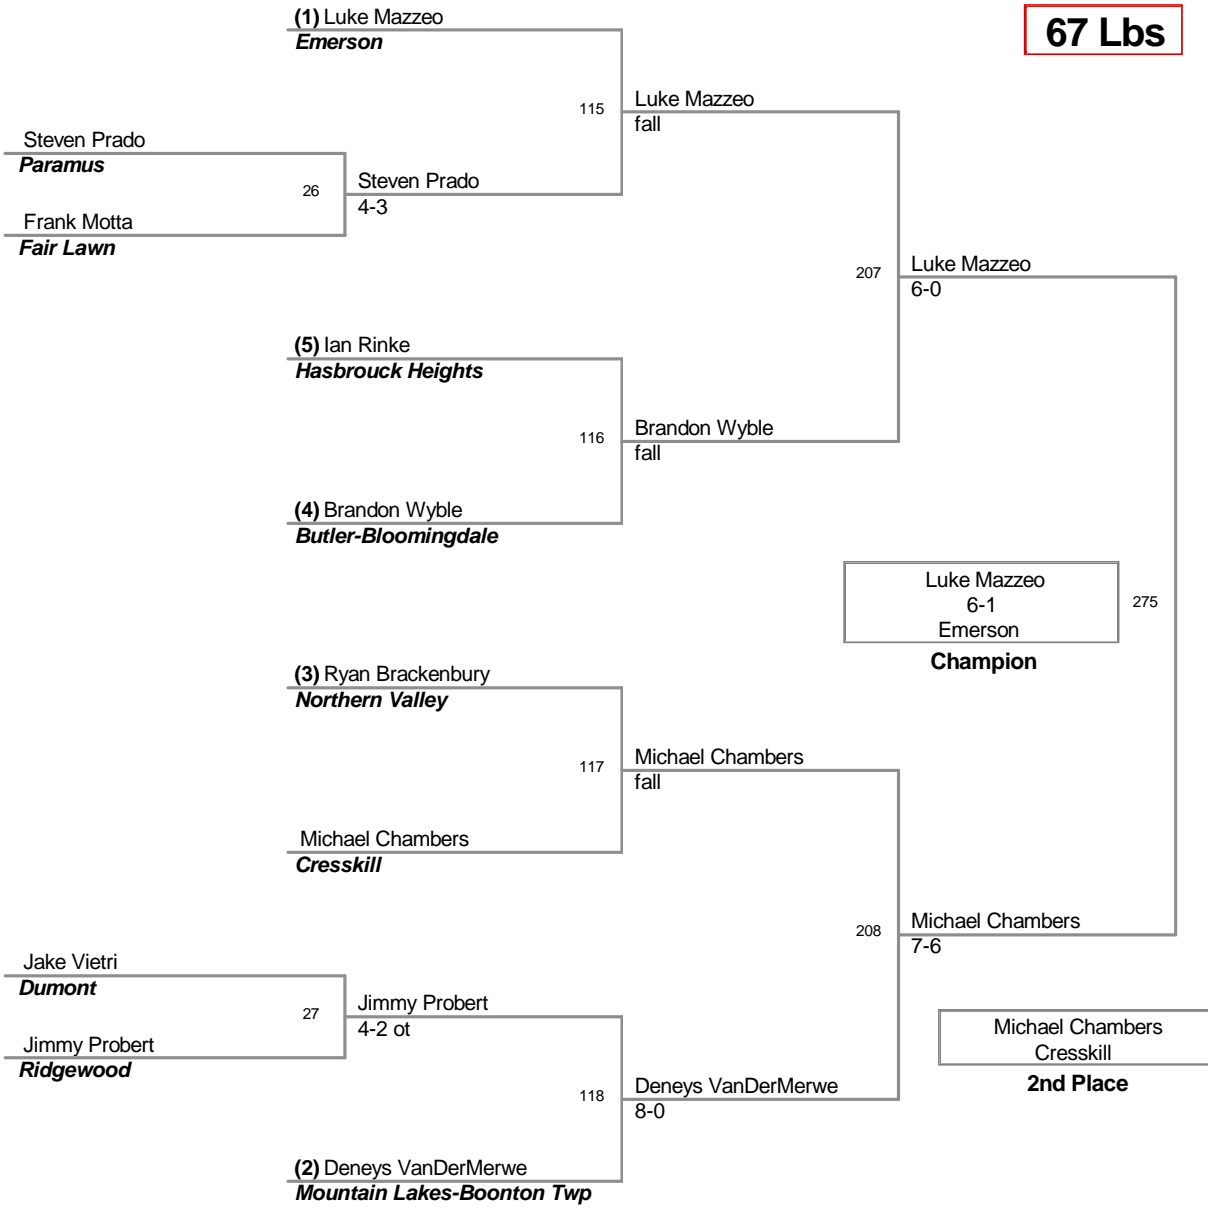 (1) Luke Mazzeo
Emerson
67 Lbs
115
Luke Mazzeo
fall
Steven Prado
Paramus
26
Steven Prado
4-3
Frank Motta
Fair Lawn
207
Luke Mazzeo
6-0
(5) Ian Rinke
Hasbrouck Heights
116
Brandon Wyble
fall
(4) Brandon Wyble
Butler-Bloomingdale
Luke Mazzeo
6-1
Emerson
275
Champion
(3) Ryan Brackenbury
Northern Valley
117
Michael Chambers
fall
Michael Chambers
Cresskill
208
Michael Chambers
7-6
Jake Vietri
Dumont
27
Jimmy Probert
4-2 ot
Jimmy Probert
Ridgewood
Michael Chambers
Cresskill
2nd Place
118
Deneys VanDerMerwe
8-0
(2) Deneys VanDerMerwe
Mountain Lakes-Boonton Twp